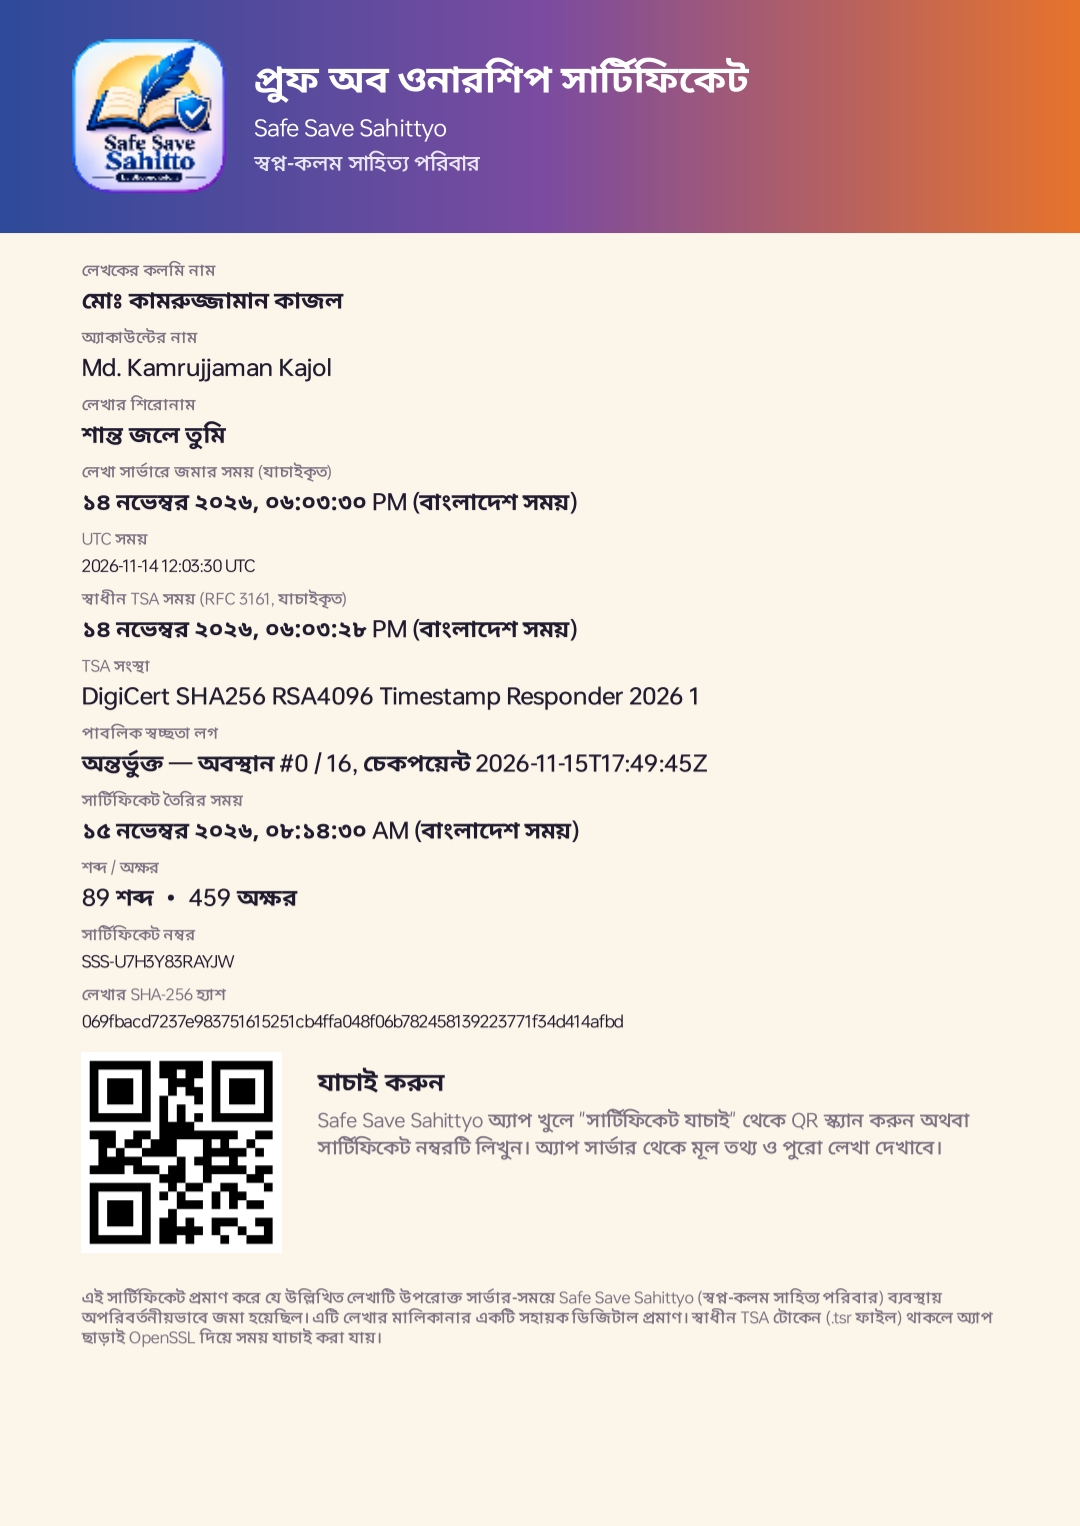 Safe Save
Sahitto
প্রুফ অব ওনারশিপ সার্টিফিকেট
Safe Save Sahittyo
স্বপ্ন-কলম সাহিত্য পরিবার
লেখকের কলমি নাম
মোঃ কামরুজ্জামান কাজল
অ্যাকাউন্টের নাম
Md. Kamrujjaman Kajol
লেখার শিরোনাম
শান্ত জলে তুমি
লেখা সার্ভারে জমার সময় (যাচাইকৃত)
১৪ নভেম্বর ২০২৬, ০৬:০৩:৩০ PM (বাংলাদেশ সময়)
UTC সময়
2026-11-14 12:03:30 UTC
স্বাধীন TSA সময় (RFC 3161, যাচাইকৃত)
১৪ নভেম্বর ২০২৬, ০৬:০৩:২৮ PM (বাংলাদেশ সময়)
TSA সংস্থা
DigiCert SHA256 RSA4096 Timestamp Responder 2026 1
পাবলিক স্বচ্ছতা লগ
অন্তর্ভুক্ত — অবস্থান #0 / 16, চেকপয়েন্ট 2026-11-15T17:49:45Z
সার্টিফিকেট তৈরির সময়
১৫ নভেম্বর ২০২৬, ০৮:১৪:৩০ AM (বাংলাদেশ সময়)
শব্দ / অক্ষর
89 শব্দ • 459 অক্ষর
সার্টিফিকেট নম্বর
SSS-U7H3Y83RAYJW
লেখার SHA-256 হ্যাশ
069fbacd7237e983751615251cb4ffa048f06b782458139223771f34d414afbd
যাচাই করুন
Safe Save Sahittyo অ্যাপ খুলে "সার্টিফিকেট যাচাই" থেকে QR স্ক্যান করুন অথবা
সার্টিফিকেট নম্বরটি লিখুন। অ্যাপ সার্ভার থেকে মূল তথ্য ও পুরো লেখা দেখাবে।
এই সার্টিফিকেট প্রমাণ করে যে উল্লিখিত লেখাটি উপরোক্ত সার্ভার-সময়ে Safe Save Sahittyo (স্বপ্ন-কলম সাহিত্য পরিবার) ব্যবস্থায়
অপরিবর্তনীয়ভাবে জমা হয়েছিল। এটি লেখার মালিকানার একটি সহায়ক ডিজিটাল প্রমাণ। স্বাধীন TSA টোকেন (.tsr ফাইল) থাকলে অ্যাপ
ছাড়াই OpenSSL দিয়ে সময় যাচাই করা যায়।